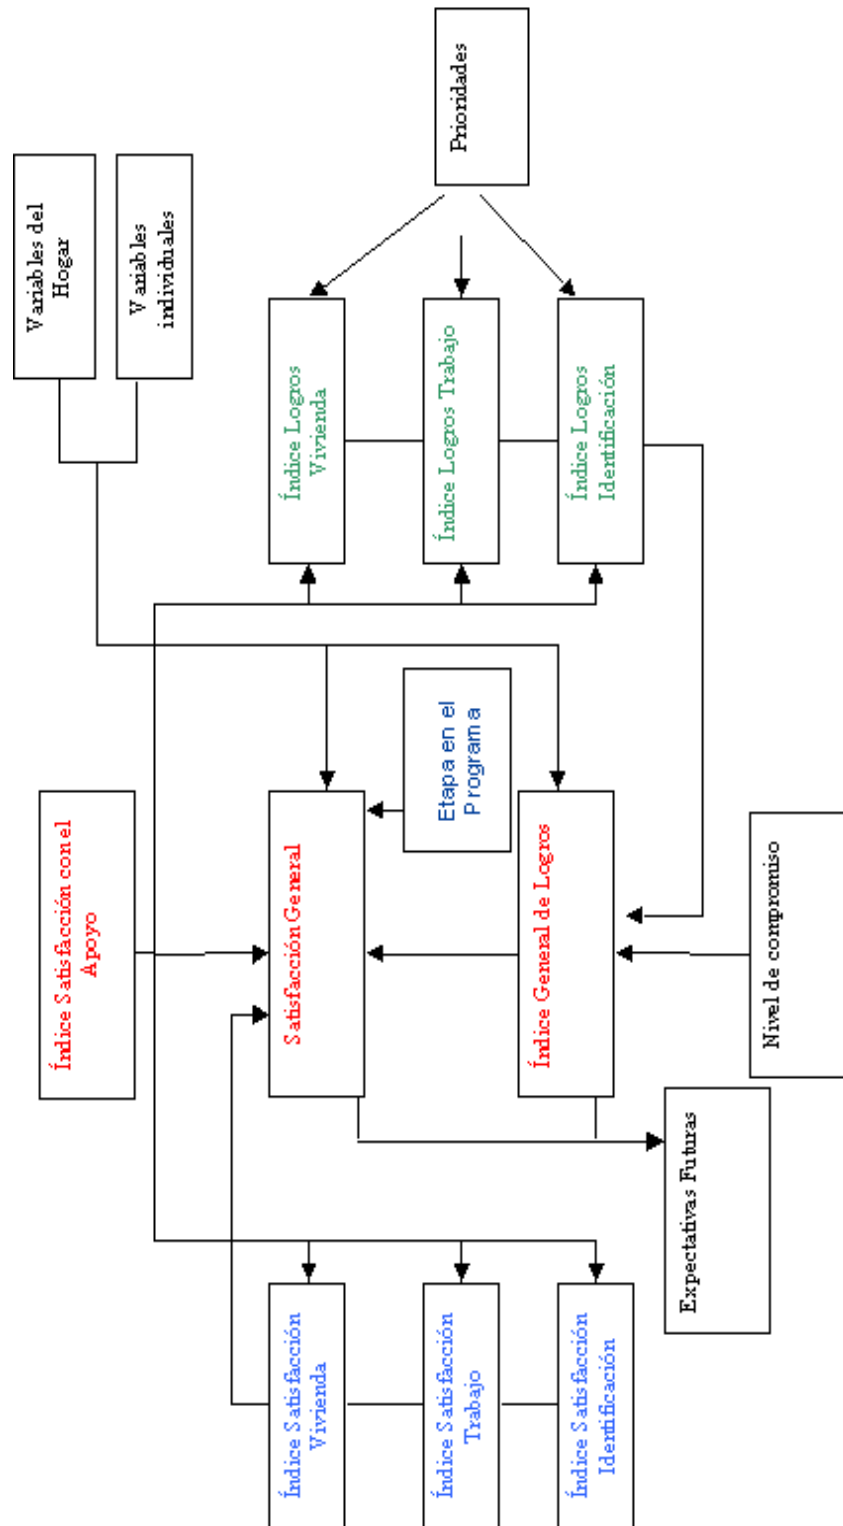 Índice Satisfacción
Vivienda
Índice Satisfacción
Trabajo
Índice Satisfacción
Identificación
Índice Satisfacción con el
Apoyo
Satisfacción General
Etapa en el
Programa
Índice General de Logros
Expectativas Futuras
Nivel de compromiso
Variables del
Hogar
Variables
individuales
Índice Logros
Vivienda
Índice Logros Trabajo
Índice Logros
Identificación
Prioridades